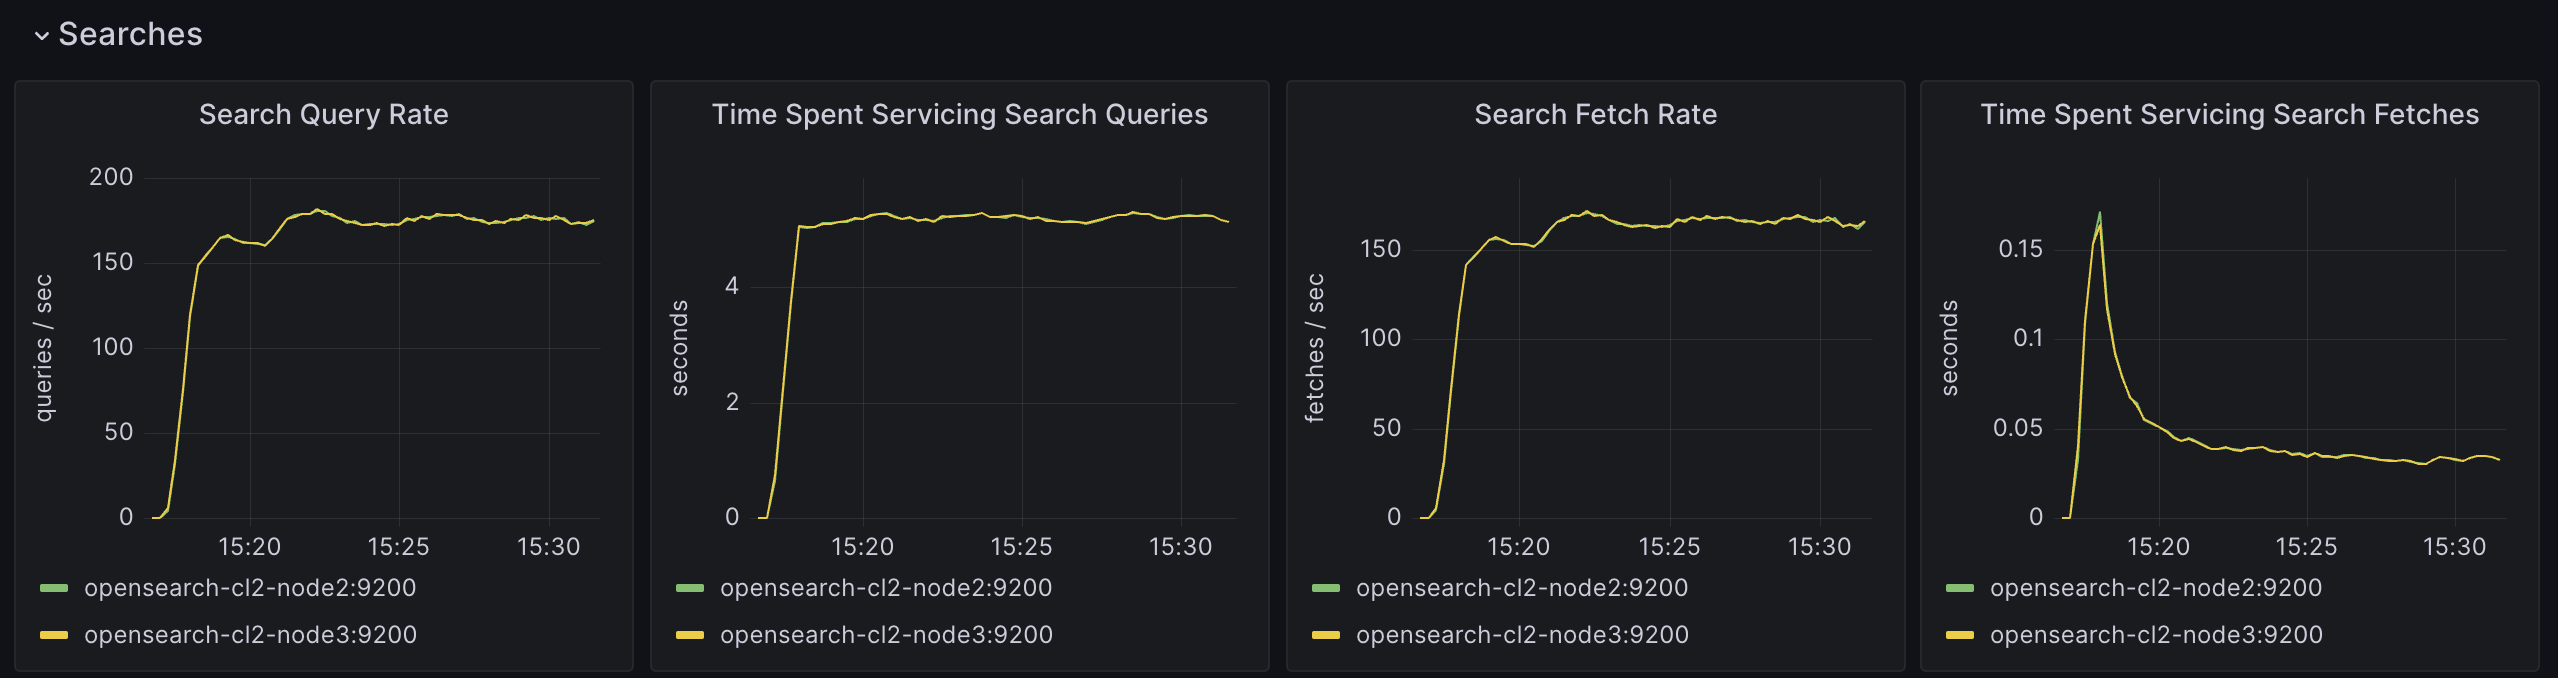 Searches
Search Query Rate
queries / sec
200
150
100
50
0
15:20 15:25 15:30
opensearch-cl2-node2:9200
opensearch-cl2-node3:9200
Time Spent Servicing Search Queries
seconds
4
2
0
15:20 15:25 15:30
opensearch-cl2-node2:9200
opensearch-cl2-node3:9200
Search Fetch Rate
fetches / sec
150
100
50
0
15:20 15:25 15:30
opensearch-cl2-node2:9200
opensearch-cl2-node3:9200
Time Spent Servicing Search Fetches
seconds
0.15
0.1
0.05
0
15:20 15:25 15:30
opensearch-cl2-node2:9200
opensearch-cl2-node3:9200